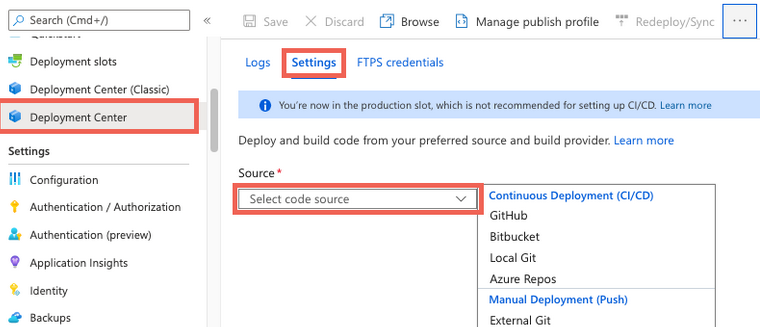 Search (Cmd+/)
«
Save
Discard
Browse
Manage publish profile
Redeploy/Sync
...
Quickstart
Deployment slots
Deployment Center (Classic)
Deployment Center
Settings
Configuration
Authentication / Authorization
Authentication (preview)
Application Insights
Identity
Backups
Logs
Settings
FTPS credentials
You're now in the production slot, which is not recommended for setting up CI/CD. Learn more
Deploy and build code from your preferred source and build provider. Learn more
Source *
Select code source
Continuous Deployment (CI/CD)
GitHub
Bitbucket
Local Git
Azure Repos
Manual Deployment (Push)
External Git